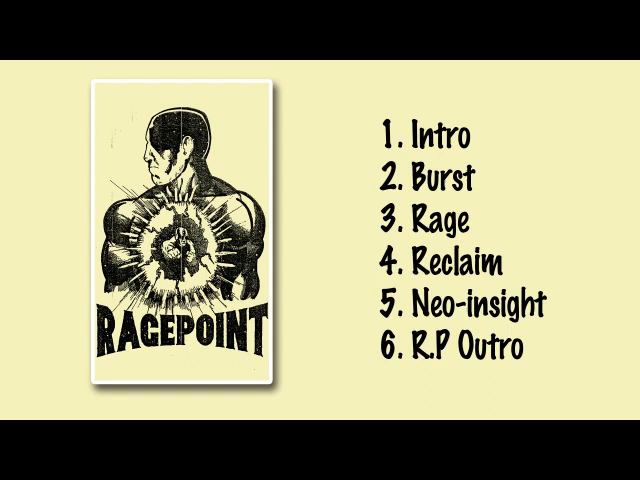 RAGEPOINT
1. Intro
2. Burst
3. Rage
4. Reclaim
5. Neo-insight
6. R.P Outro